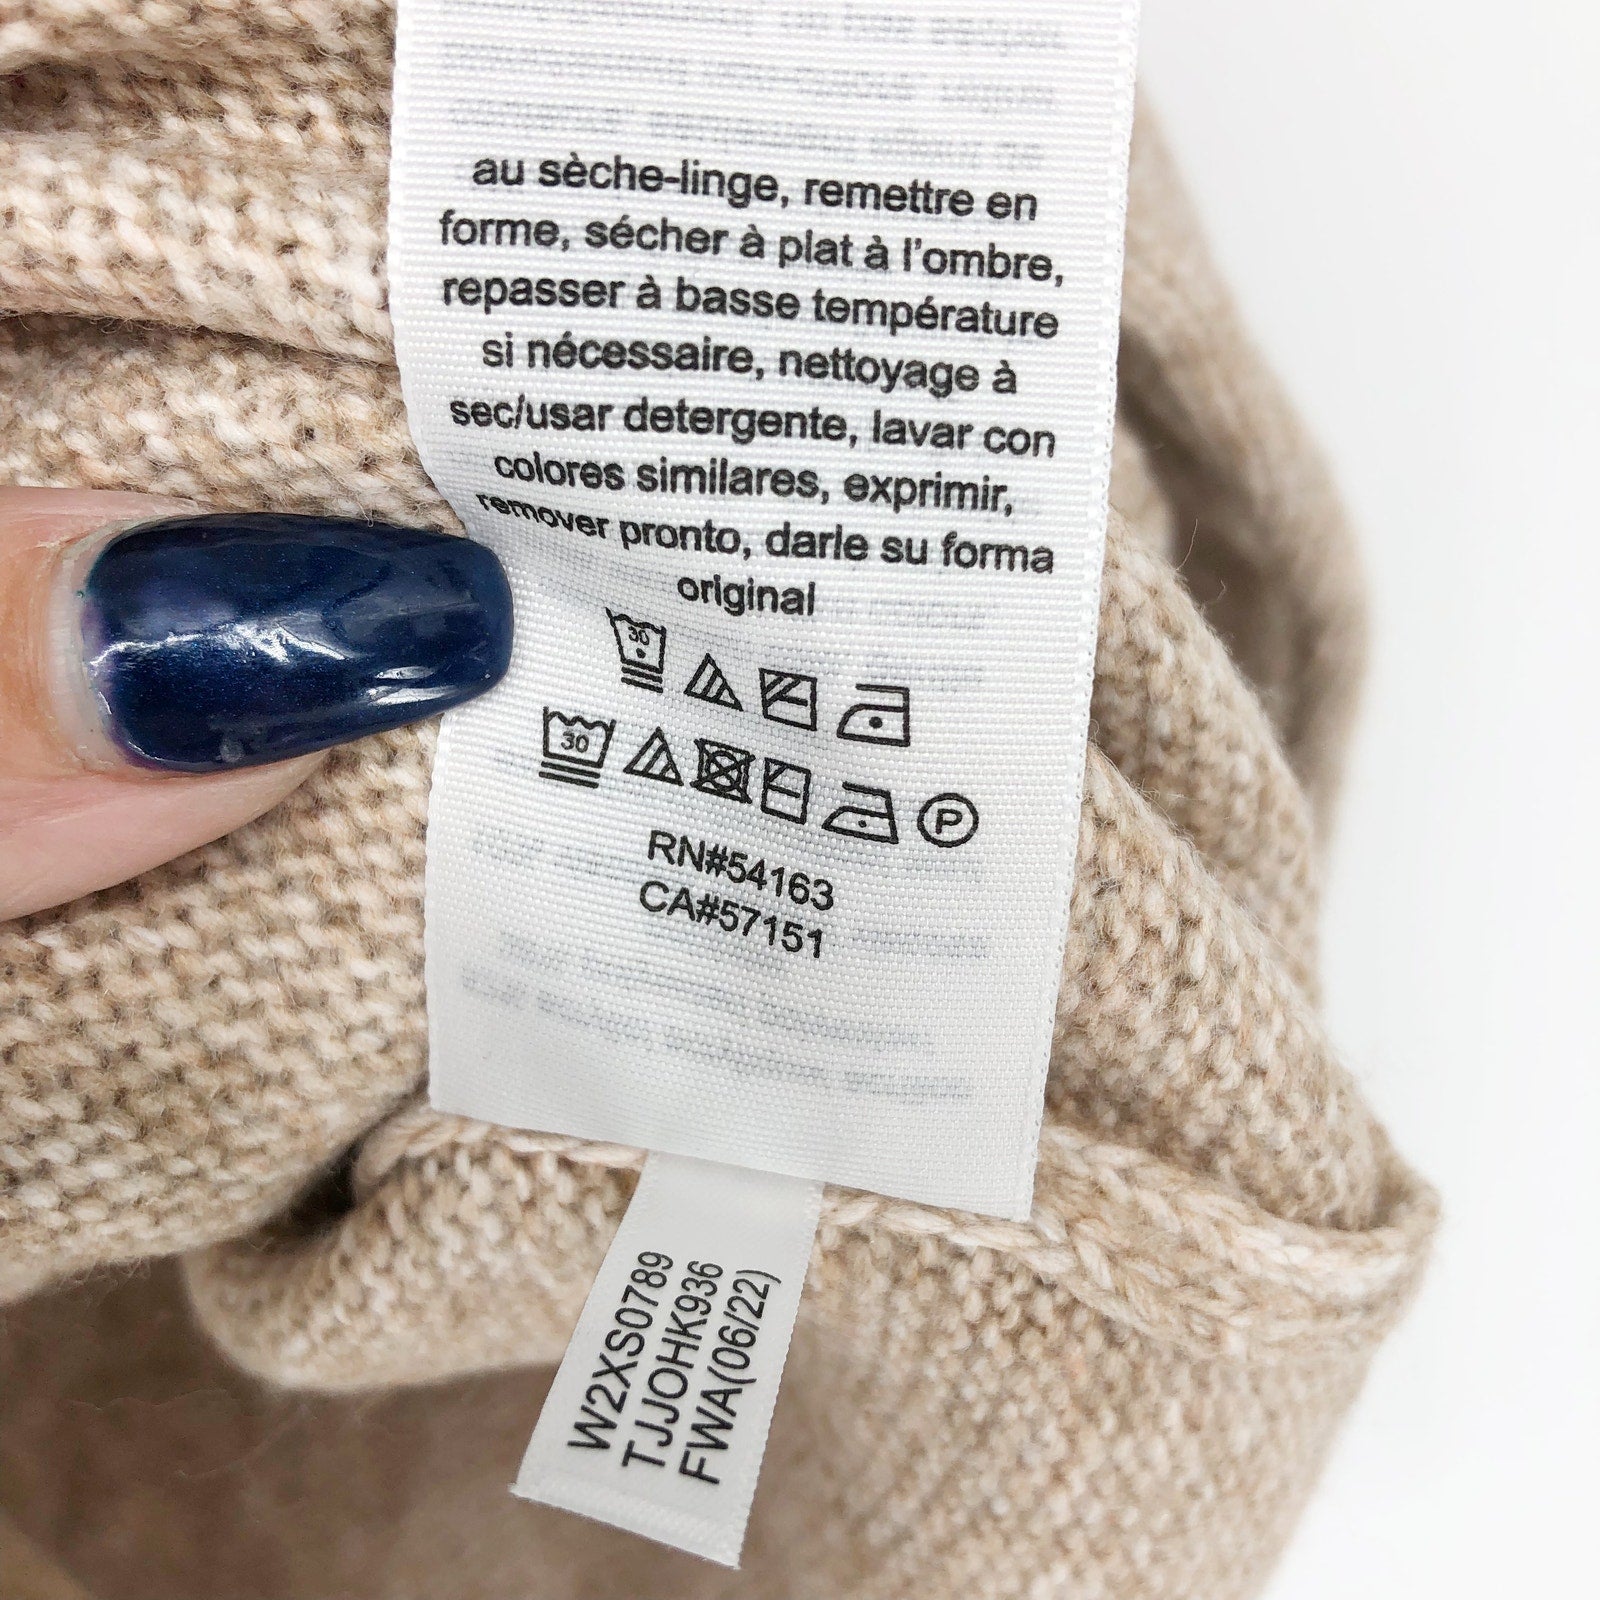 au sèche-linge, remettre en
forme, sécher à plat à l'ombre,
repasser à basse température
si nécessaire, nettoyage à
sec/usar detergente, lavar con
colores similares, exprimir,
remover pronto, darle su forma
original
30
30 P
RN#54163
CA#57151
W2XS0789
TJJOHK936
FWA(06/22)